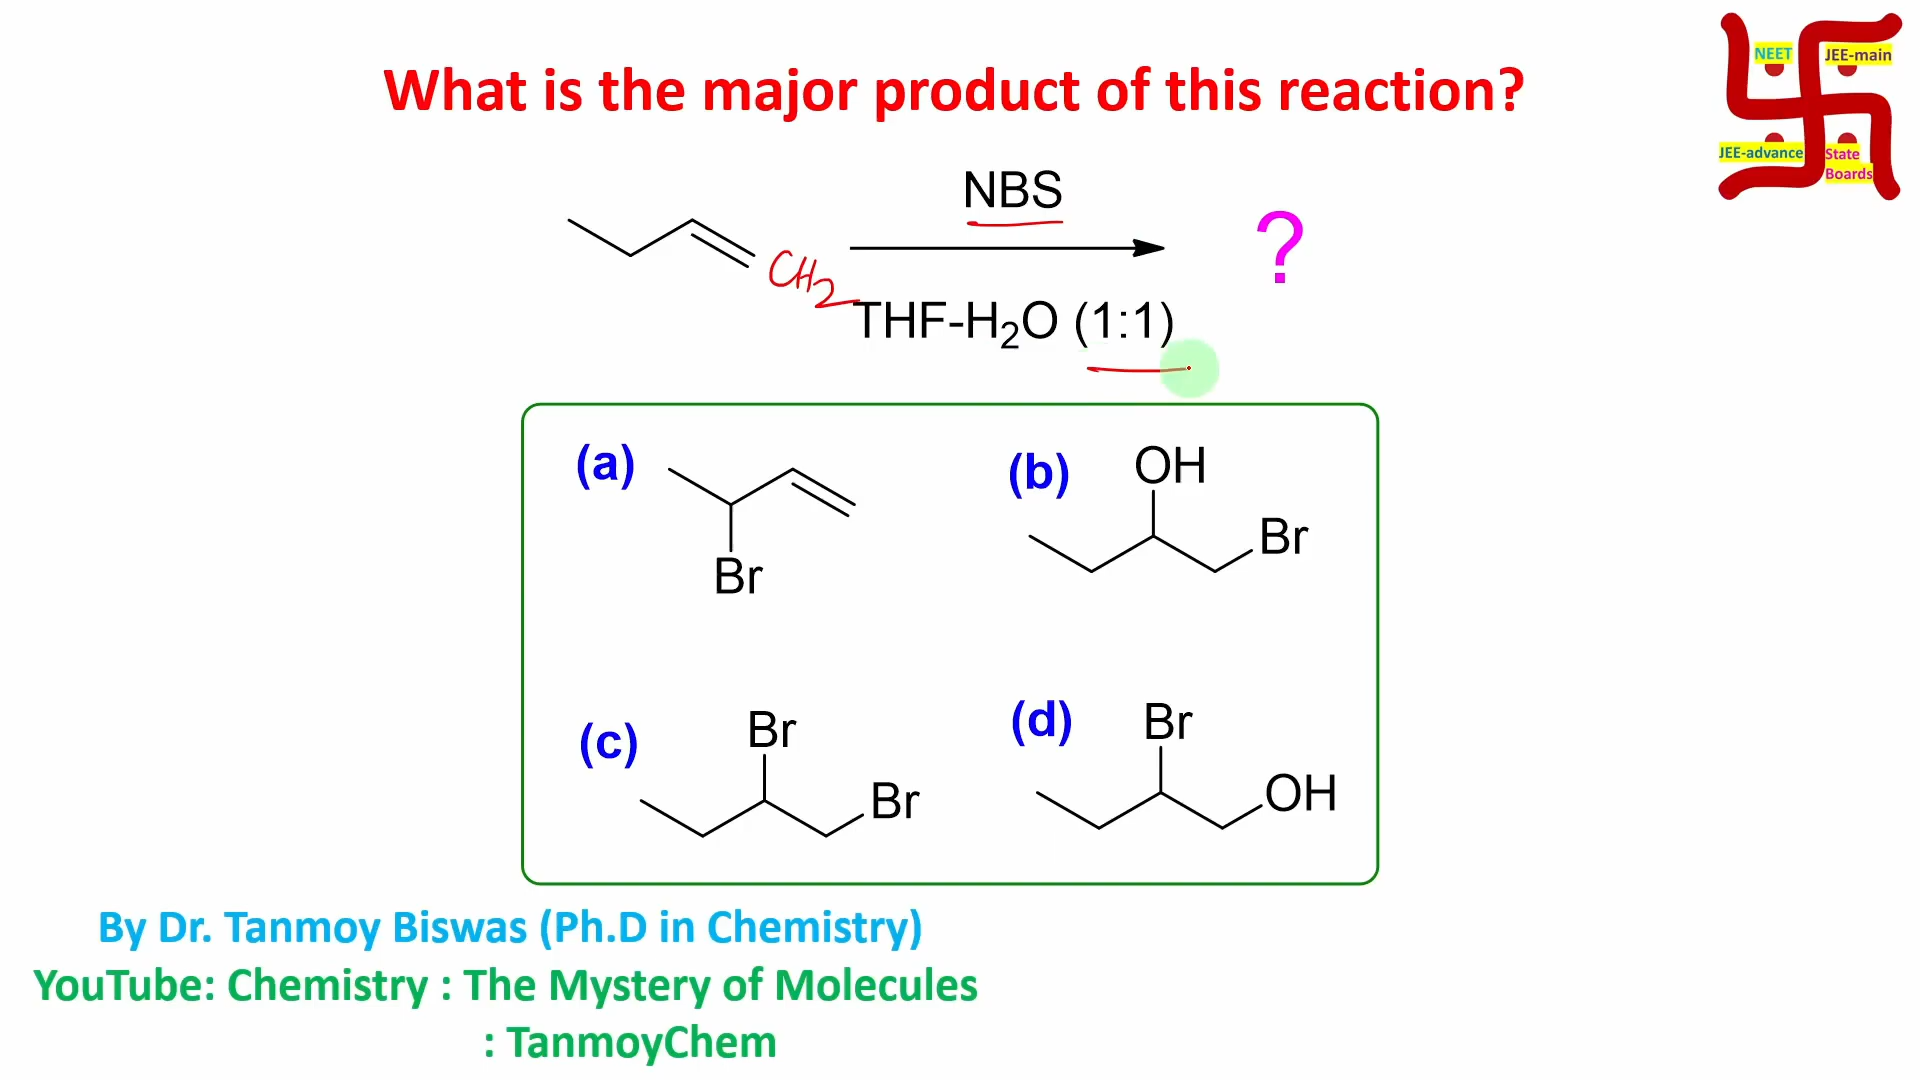 NEET
JEE-main
JEE-advance
State
Boards
What is the major product of this reaction?
NBS
CH2
?
THF-H₂O (1:1)
(a)
Br
(b)
OH
Br
(c)
Br
Br
(d)
Br
OH
By Dr. Tanmoy Biswas (Ph.D in Chemistry)
YouTube: Chemistry : The Mystery of Molecules
: TanmoyChem